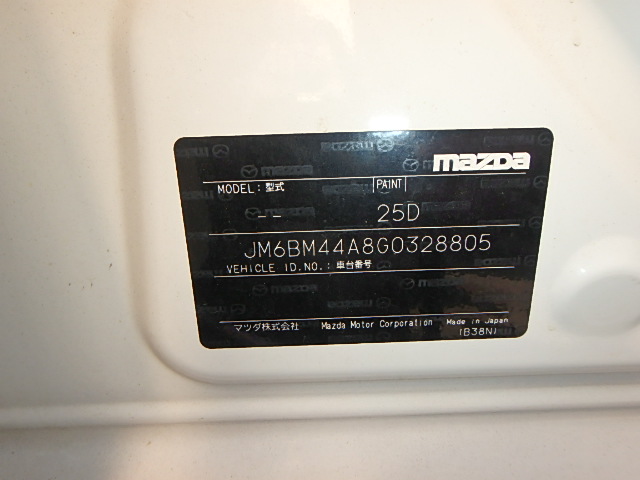 mazda
MODEL: 型式 PAINT
-- 25D
JM6BM44A8G0328805
VEHICLE ID.NO.: 車台番号
マツダ株式会社 Mazda Motor Corporation Made in Japan
(B38N)